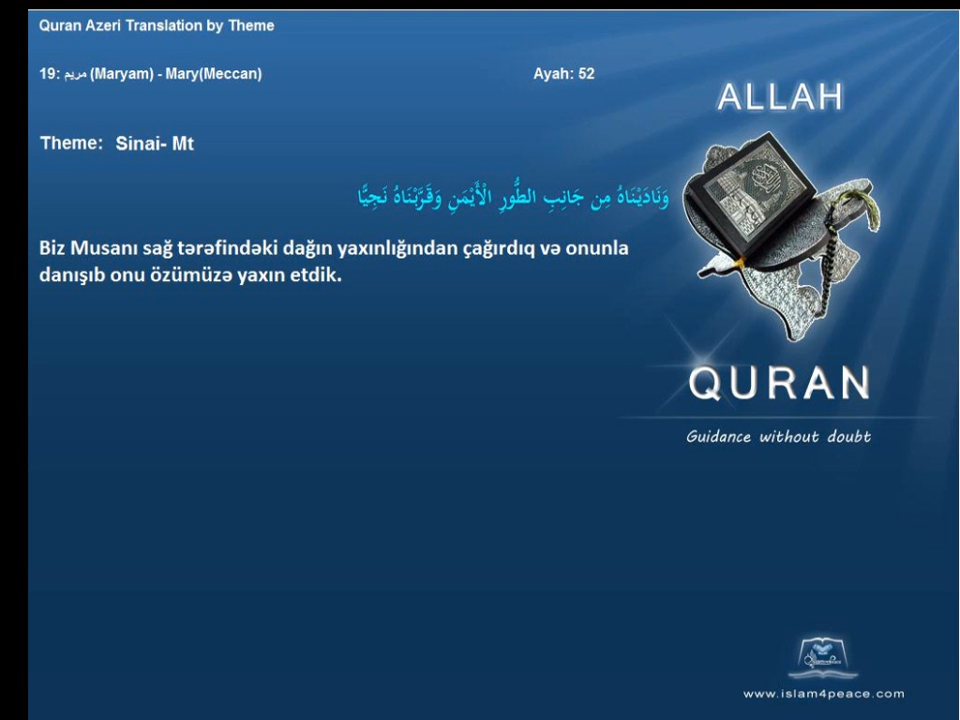 Quran Azeri Translation by Theme
19: مريم (Maryam) - Mary(Meccan)
Ayah: 52
Theme: Sinai- Mt
وَنَادَيْنَاهُ مِن جَانِبِ الطُّورِ الْأَيْمَنِ وَقَرَّبْنَاهُ نَجِيًّا
Biz Musanı sağ tərəfindəki dağın yaxınlığından çağırdıq və onunla
danışıb onu özümüzə yaxın etdik.
ALLAH
QURAN
Guidance without doubt
www.islam4peace.com